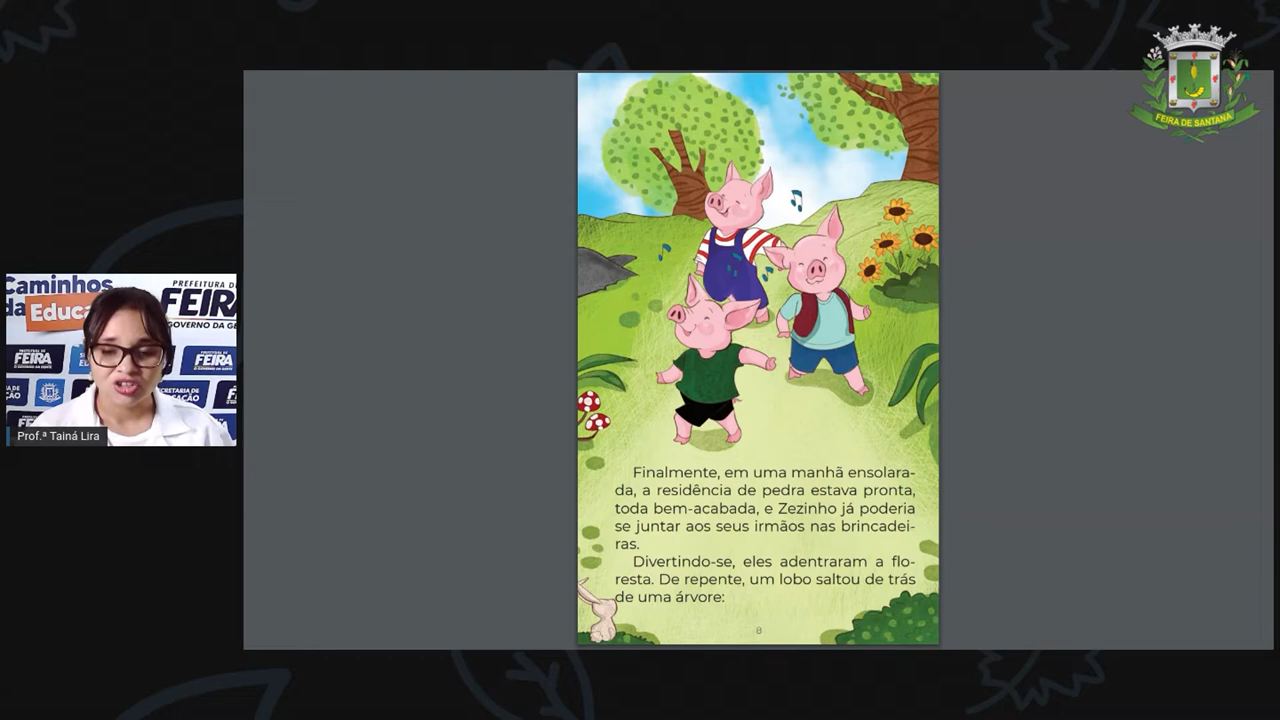 FEIRA DE SANTANA
Caminhos
da Educa
PREFEITURA D
FEIRA
GOVERNO DA GE
FEIRA
FEIRA
Prof.ª Tainá Lira
Finalmente, em uma manhã ensolara-
da, a residência de pedra estava pronta,
toda bem-acabada, e Zezinho já poderia
se juntar aos seus irmãos nas brincadei-
ras.
Divertindo-se, eles adentraram a flo-
resta. De repente, um lobo saltou de trás
de uma árvore:
8